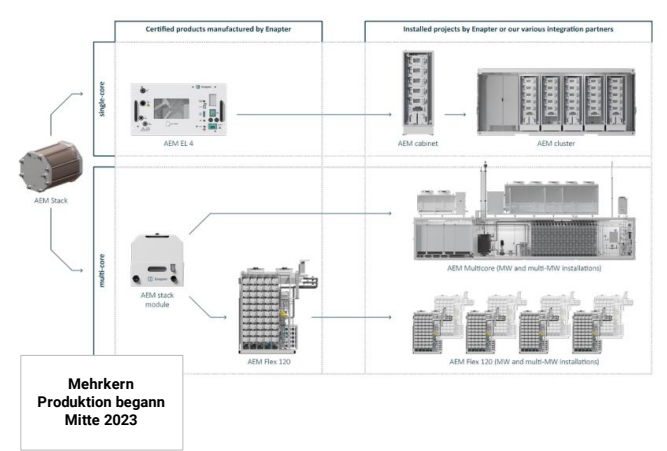 Certified products manufactured by Enapter
Installed projects by Enapter or our various integration partners
single-core
AEM EL 4
AEM cabinet
AEM cluster
AEM Stack
multi-core
AEM stack
module
AEM Flex 120
AEM Multicore (MW and multi-MW installations)
AEM Flex 120 (MW and multi-MW installations)
Mehrkern
Produktion begann
Mitte 2023